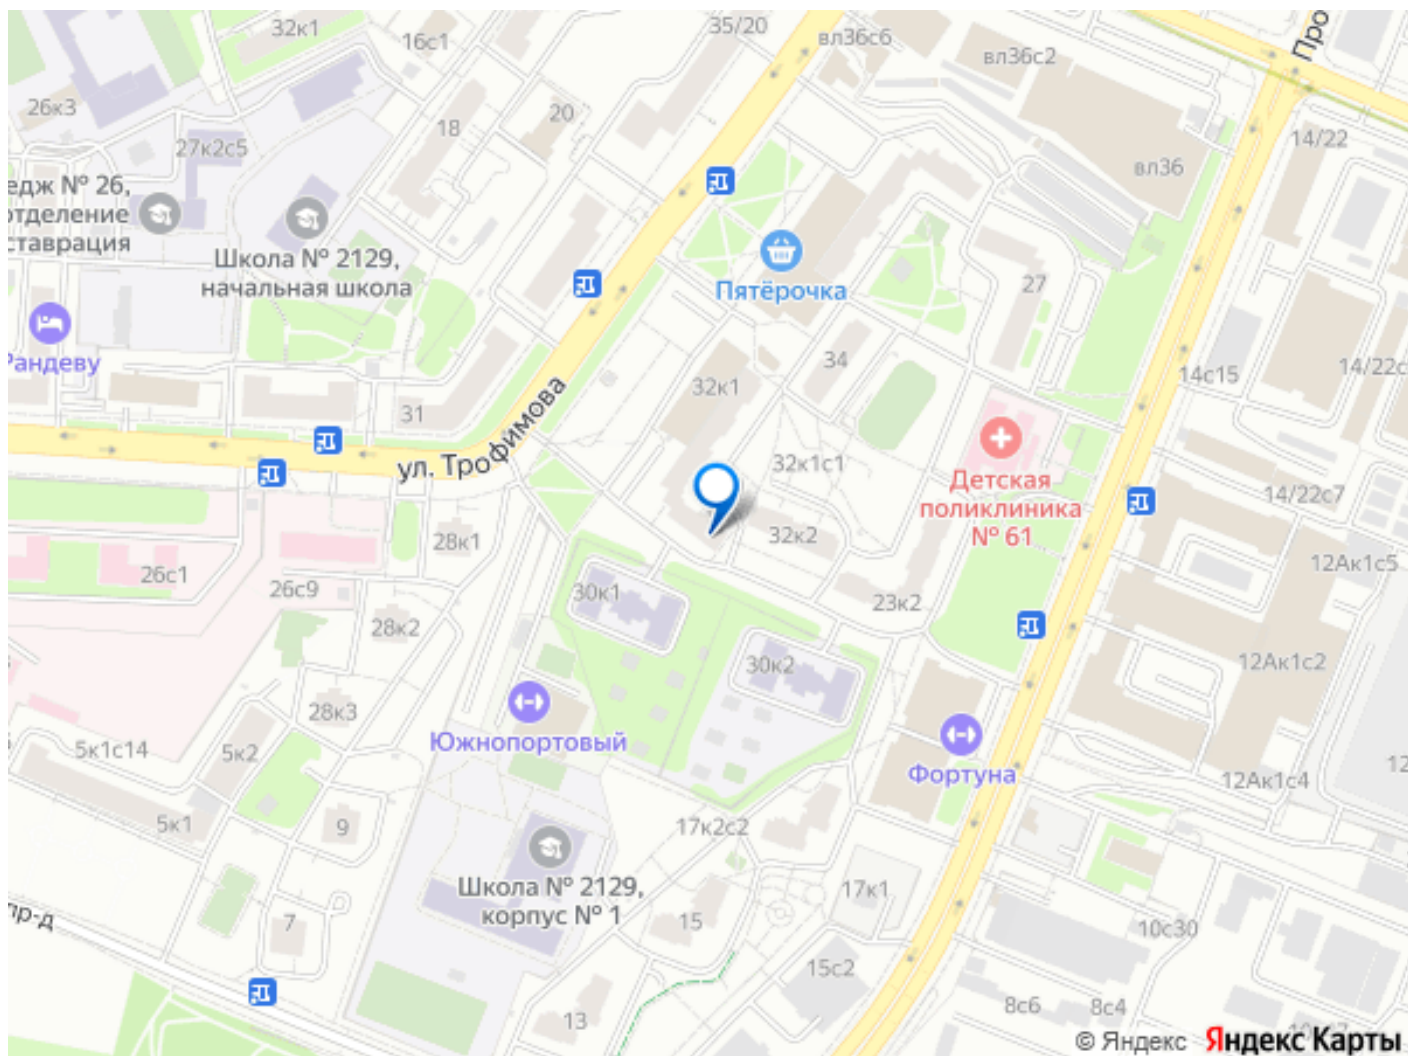 32к1
16с1
35/20
вл36с6
вл36с2
Про
26к3
18
20
14/22
27к2с5
вл36
едж № 26,
отделение
ставрация
Школа № 2129,
начальная школа
Пятёрочка
27
Рандеву
31
32к1
34
14с15
14/22с
ул. Трофимова
32к1с1
Детская
поликлиника
№ 61
14/22с7
28к1
32к2
12Ак1с5
26с1
26с9
30к1
23к2
28к2
30к2
12Ак1с2
28к3
5к1с14
5к2
Южнопортовый
Фортуна
12
12Ак1с4
5к1
9
17к2с2
Школа № 2129,
корпус № 1
17к1
пр-д
7
15
10с30
15с2
13
8с6
8с4
© Яндекс
Яндекс Карты